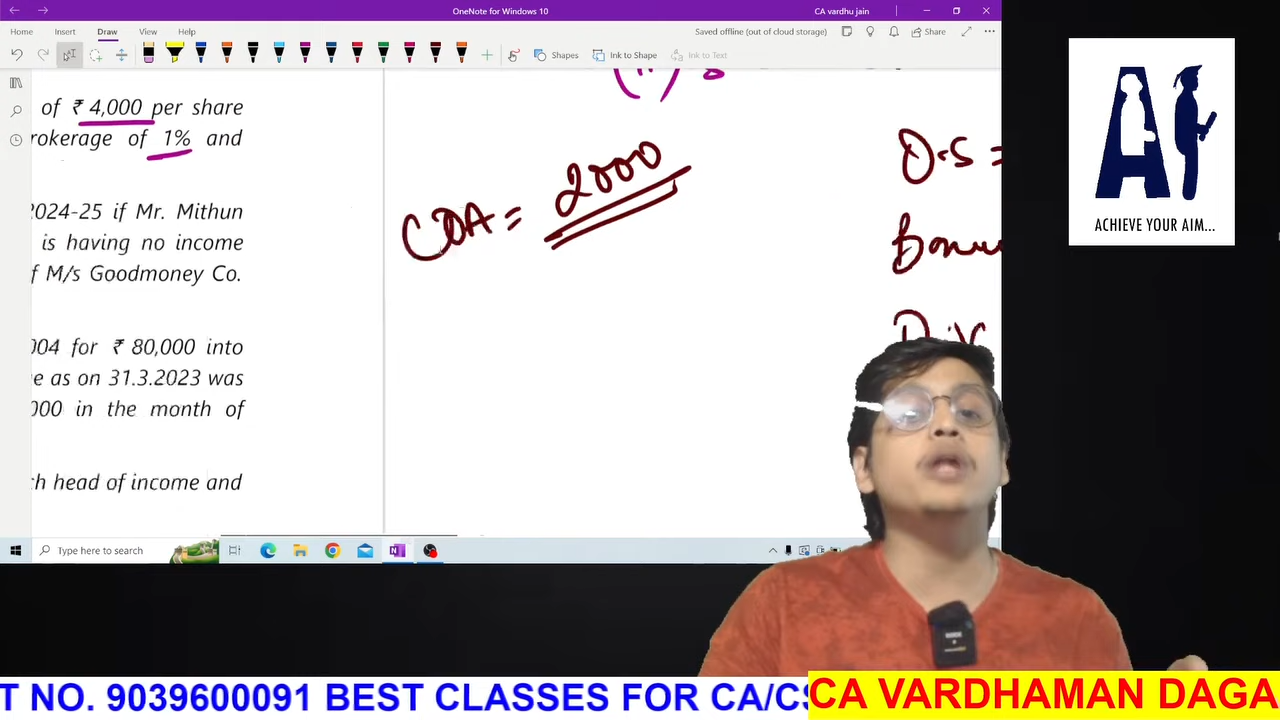 OneNote for Windows 10
CA vardhu jain
Home Insert Draw View Help
Saved offline (out of cloud storage)
Share
Shapes
Ink to Shape
Ink to Text
of ₹ 4,000 per share
rokerage of 1% and
2024-25 if Mr. Mithun
is having no income
f M/s Goodmoney Co.
004 for ₹ 80,000 into
e as on 31.3.2023 was
000 in the month of
ch head of income and
COA = 2000
O.S =
Bonu
Type here to search
AI
ACHIEVE YOUR AIM...
T NO. 9039600091 BEST CLASSES FOR CA/CS
CA VARDHAMAN DAGA